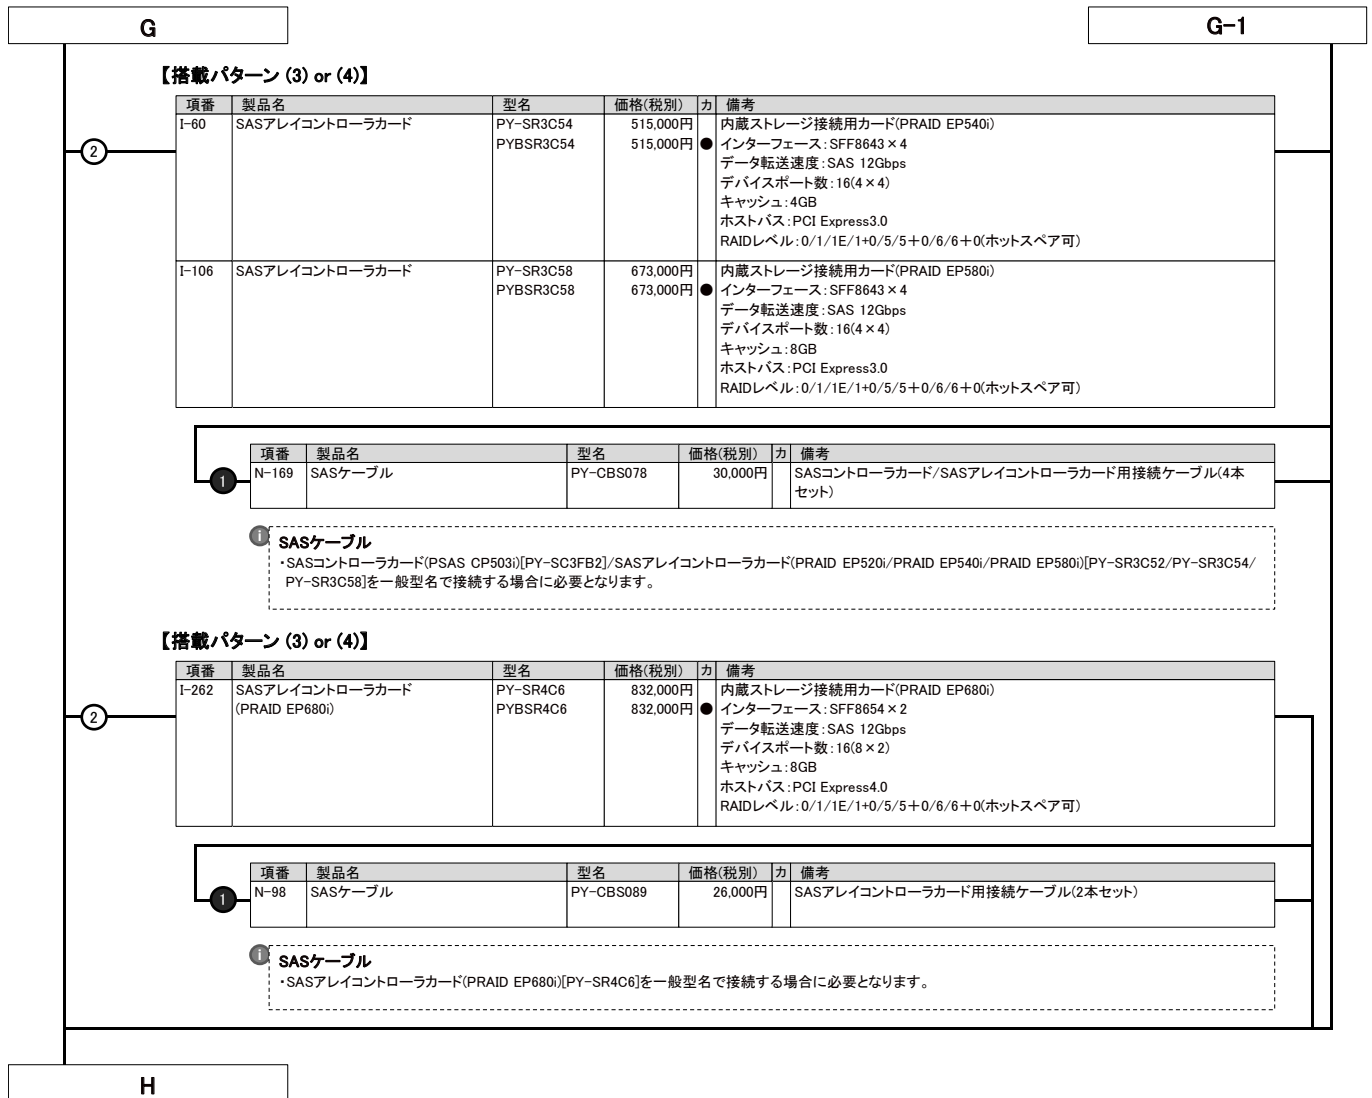 G
G-1
【搭載パターン (3) or (4)】
項番 製品名 型名 価格(税別) カ 備考
I-60 SASアレイコントローラカード PY-SR3C54 515,000円 内蔵ストレージ接続用カード(PRAID EP540i)
PYBSR3C54 515,000円 ● インターフェース:SFF8643×4
2
データ転送速度:SAS 12Gbps
デバイスポート数:16(4×4)
キャッシュ:4GB
ホストバス:PCI Express3.0
RAIDレベル:0/1/1E/1+0/5/5+0/6/6+0(ホットスペア可)
I-106 SASアレイコントローラカード PY-SR3C58 673,000円 内蔵ストレージ接続用カード(PRAID EP580i)
PYBSR3C58 673,000円 ● インターフェース:SFF8643×4
データ転送速度:SAS 12Gbps
デバイスポート数:16(4×4)
キャッシュ:8GB
ホストバス:PCI Express3.0
RAIDレベル:0/1/1E/1+0/5/5+0/6/6+0(ホットスペア可)
項番 製品名 型名 価格(税別) カ 備考
1 N-169 SASケーブル PY-CBS078 30,000円 SASコントローラカード/SASアレイコントローラカード用接続ケーブル(4本
セット)
i SASケーブル
・SASコントローラカード(PSAS CP503i)[PY-SC3FB2]/SASアレイコントローラカード(PRAID EP520i/PRAID EP540i/PRAID EP580i)[PY-SR3C52/PY-SR3C54/
PY-SR3C58]を一般型名で接続する場合に必要となります。
【搭載パターン (3) or (4)】
項番 製品名 型名 価格(税別) カ 備考
I-262 SASアレイコントローラカード PY-SR4C6 832,000円 内蔵ストレージ接続用カード(PRAID EP680i)
2 (PRAID EP680i) PYBSR4C6 832,000円 ● インターフェース:SFF8654×2
データ転送速度:SAS 12Gbps
デバイスポート数:16(8×2)
キャッシュ:8GB
ホストバス:PCI Express4.0
RAIDレベル:0/1/1E/1+0/5/5+0/6/6+0(ホットスペア可)
項番 製品名 型名 価格(税別) カ 備考
1 N-98 SASケーブル PY-CBS089 26,000円 SASアレイコントローラカード用接続ケーブル(2本セット)
i SASケーブル
・SASアレイコントローラカード(PRAID EP680i)[PY-SR4C6]を一般型名で接続する場合に必要となります。
H